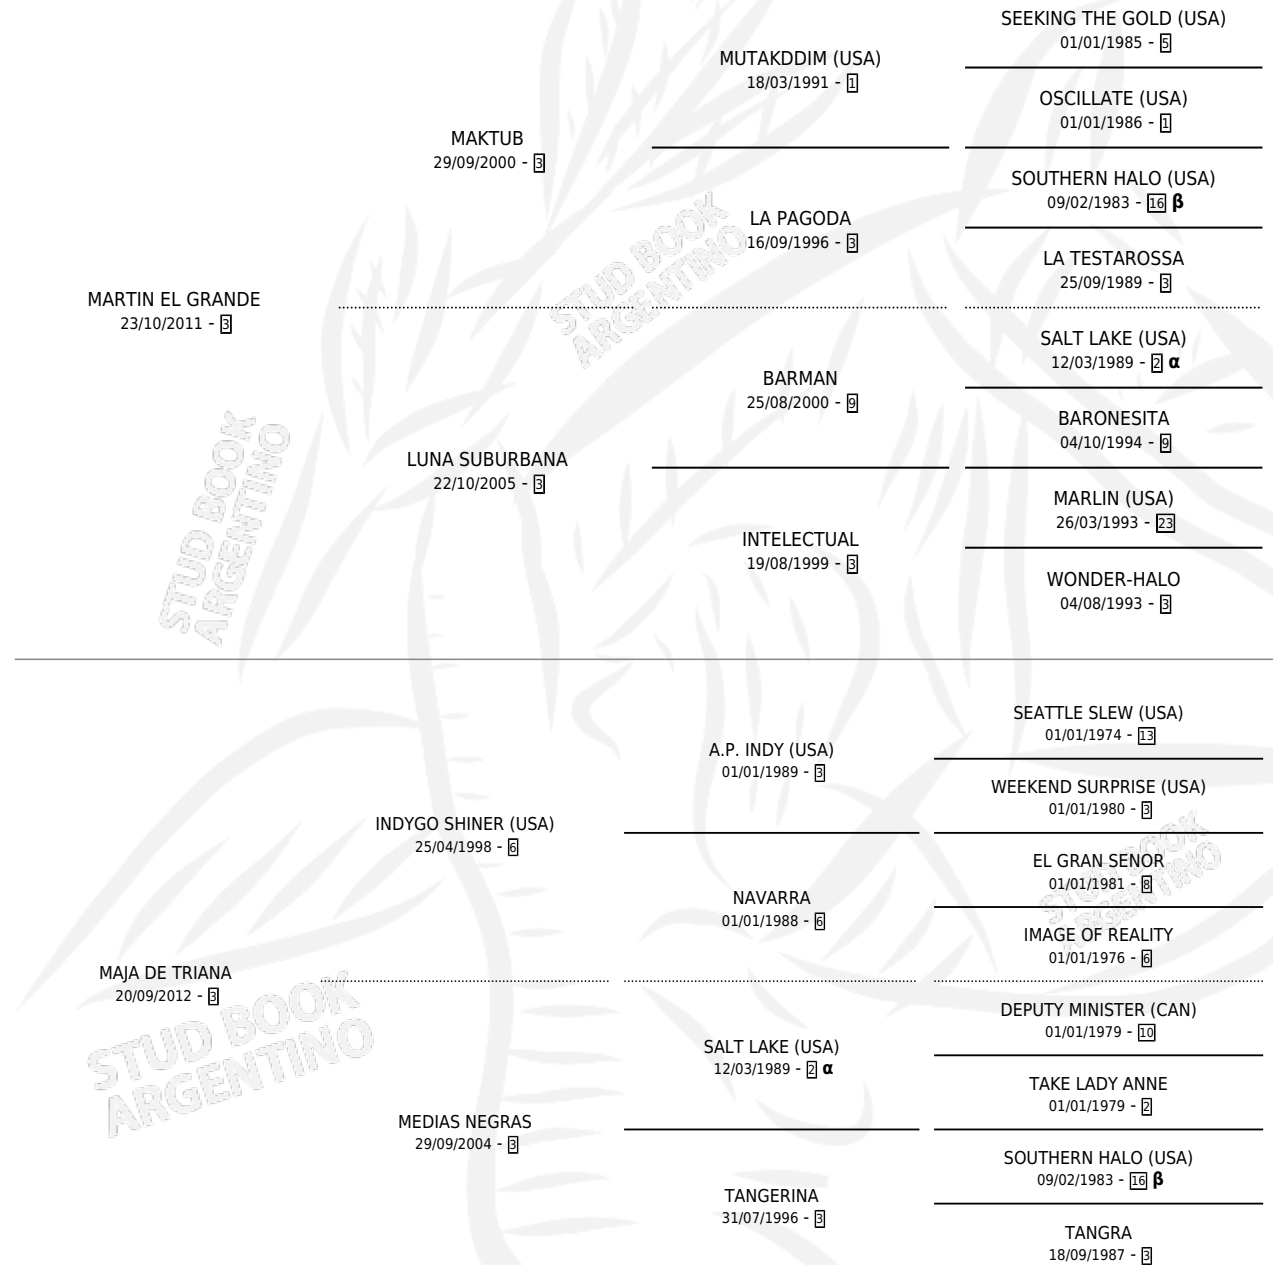 SEEKING THE GOLD (USA)
01/01/1985 - 5
MUTAKDDIM (USA)
18/03/1991 - 1
OSCILLATE (USA)
01/01/1986 - 1
MAKTUB
29/09/2000 - 3
SOUTHERN HALO (USA)
09/02/1983 - 16 β
LA PAGODA
16/09/1996 - 3
LA TESTAROSSA
25/09/1989 - 3
MARTIN EL GRANDE
23/10/2011 - 3
SALT LAKE (USA)
12/03/1989 - 2 α
BARMAN
25/08/2000 - 9
BARONESITA
04/10/1994 - 9
LUNA SUBURBANA
22/10/2005 - 3
MARLIN (USA)
26/03/1993 - 23
INTELECTUAL
19/08/1999 - 3
WONDER-HALO
04/08/1993 - 3
SEATTLE SLEW (USA)
01/01/1974 - 13
A.P. INDY (USA)
01/01/1989 - 3
WEEKEND SURPRISE (USA)
01/01/1980 - 3
INDYGO SHINER (USA)
25/04/1998 - 6
EL GRAN SENOR
01/01/1981 - 8
NAVARRA
01/01/1988 - 6
IMAGE OF REALITY
01/01/1976 - 6
MAJA DE TRIANA
20/09/2012 - 3
DEPUTY MINISTER (CAN)
01/01/1979 - 10
SALT LAKE (USA)
12/03/1989 - 2 α
TAKE LADY ANNE
01/01/1979 - 2
MEDIAS NEGRAS
29/09/2004 - 3
SOUTHERN HALO (USA)
09/02/1983 - 16 β
TANGERINA
31/07/1996 - 3
TANGRA
18/09/1987 - 3
STUD BOOK
ARGENTINO
STUD BOOK
ARGENTINO
STUD BOOK
ARGENTINO
STUD BOOK
ARGENTINO